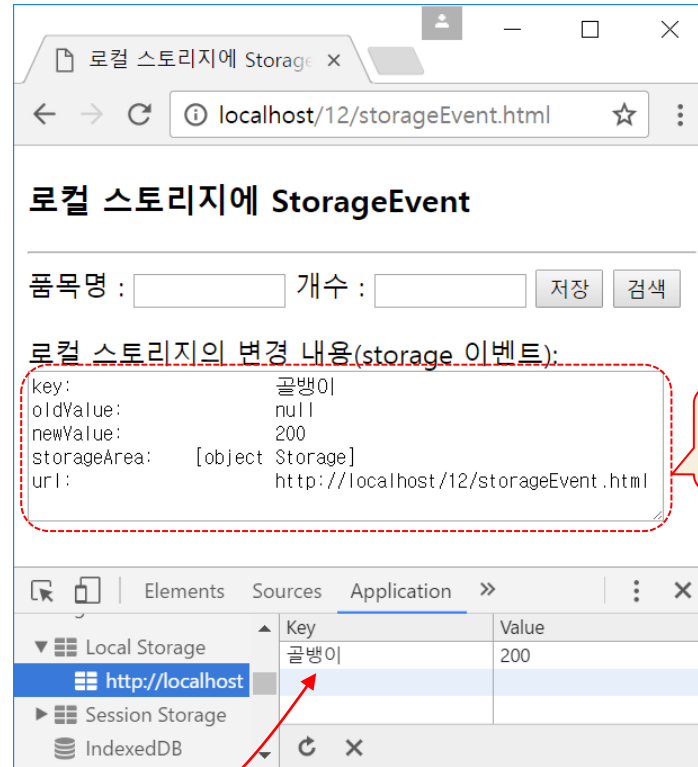 로컬 스토리지에 Storage
localhost/12/storageEvent.html
로컬 스토리지에 StorageEvent
품목명 : 개수 : 저장 검색
로컬 스토리지의 변경 내용(storage 이벤트):
key: 골뱅이
oldValue: null
newValue: 200
storageArea: [object Storage]
url: http://localhost/12/storageEvent.html
Elements Sources Application
Key Value
Local Storage
골뱅이 200
http://localhost
Session Storage
IndexedDB